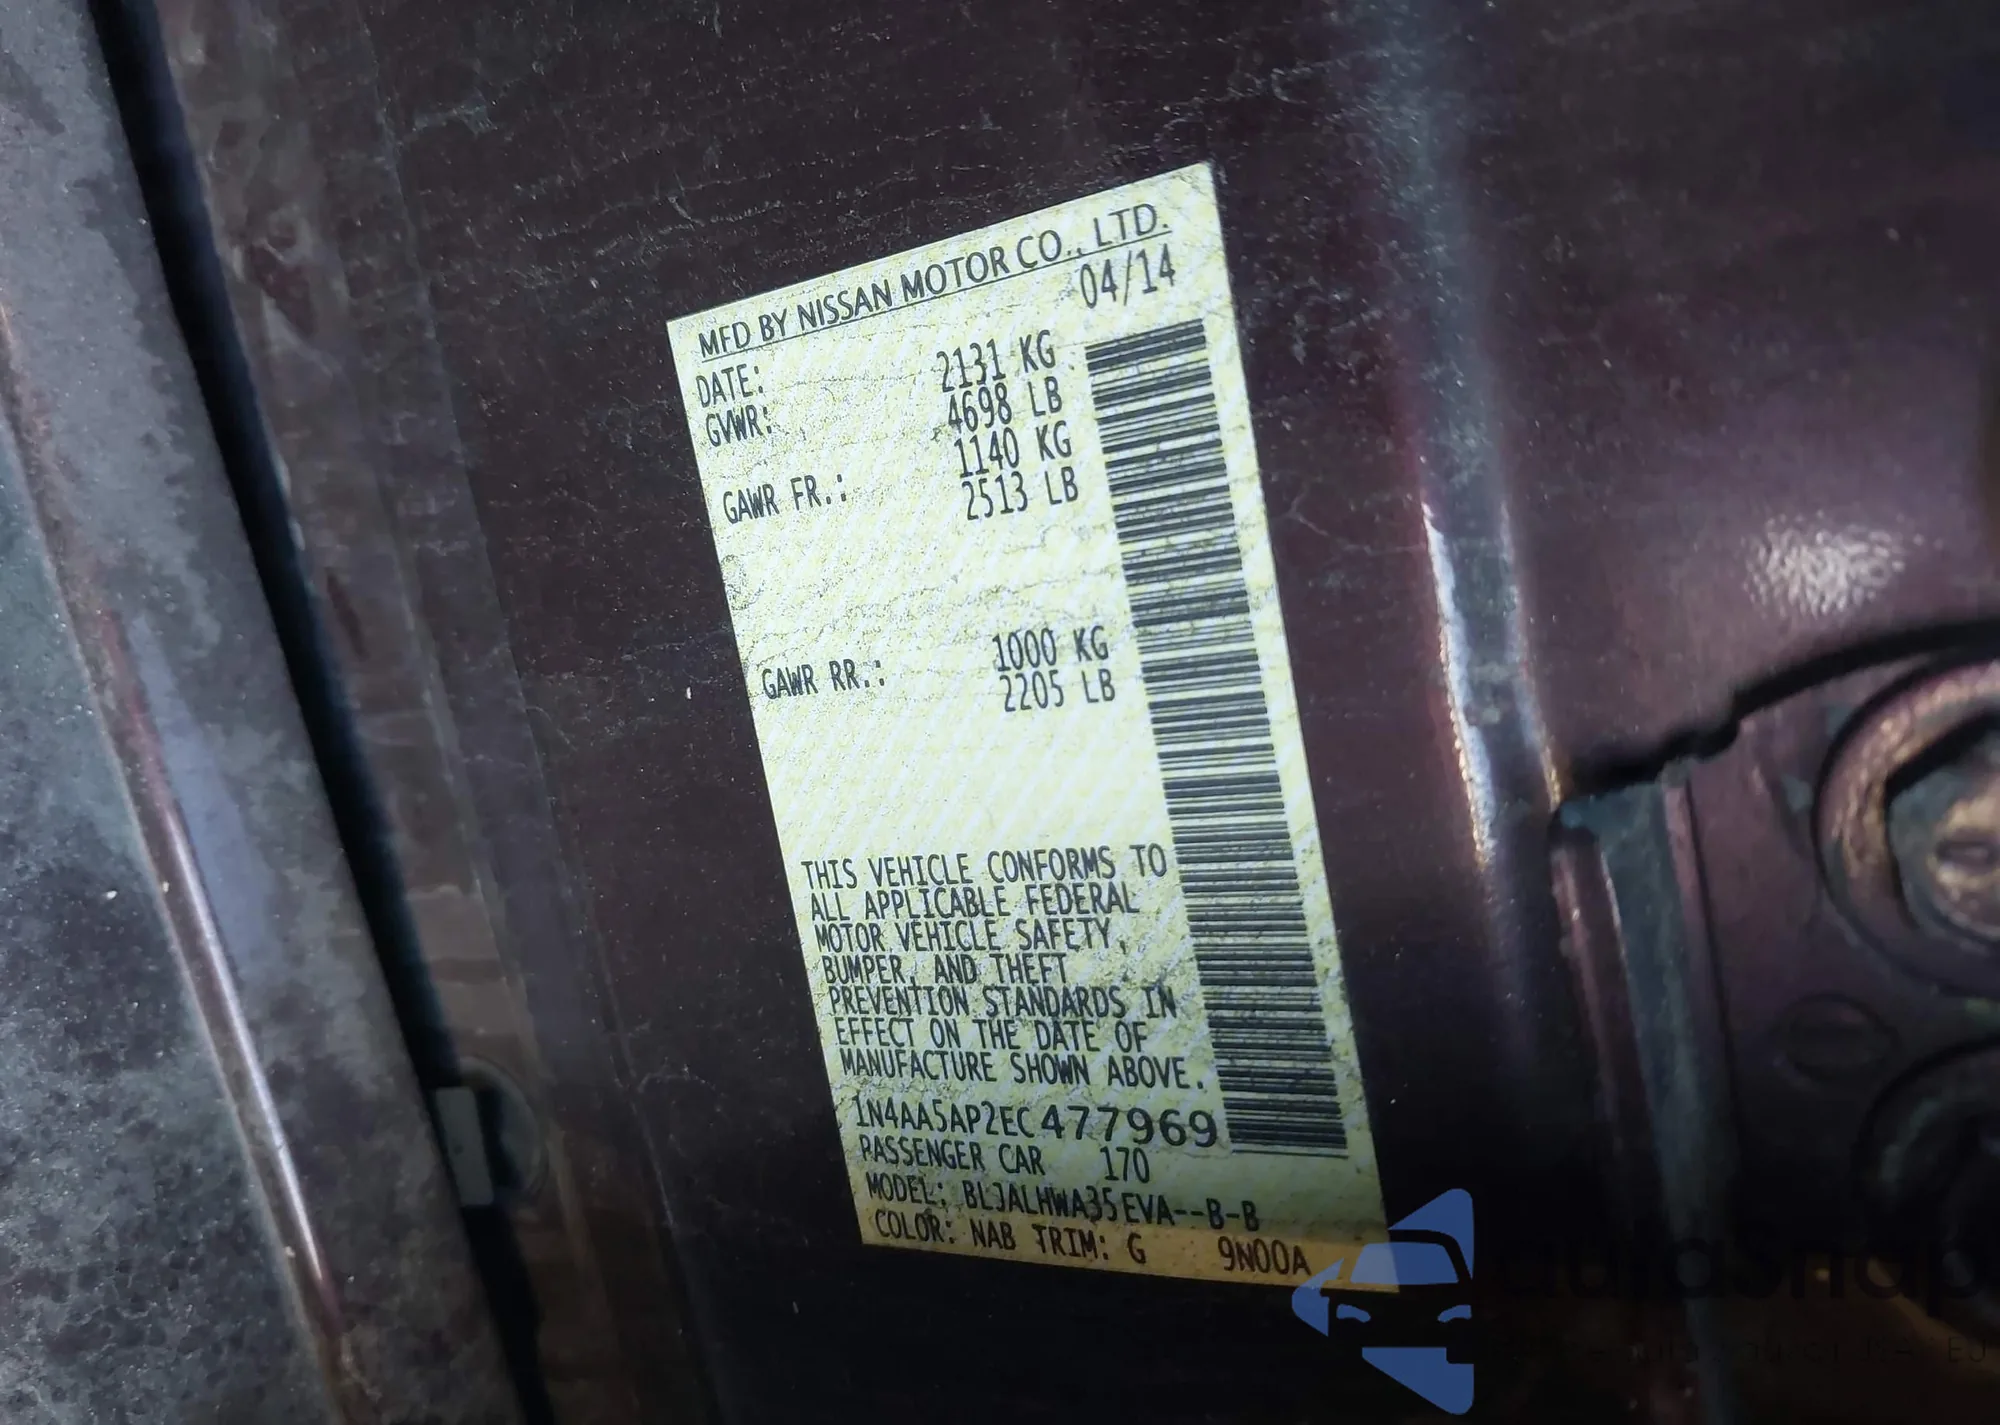 MFD BY NISSAN MOTOR CO., LTD.
DATE: 04/14
GVWR: 2131 KG
4698 LB
GAWR FR.: 1140 KG
2513 LB
GAWR RR.: 1000 KG
2205 LB
THIS VEHICLE CONFORMS TO
ALL APPLICABLE FEDERAL
MOTOR VEHICLE SAFETY,
BUMPER, AND THEFT
PREVENTION STANDARDS IN
EFFECT ON THE DATE OF
MANUFACTURE SHOWN ABOVE.
1N4AA5AP2EC477969
PASSENGER CAR 170
MODEL: BLJALHWA35EVA--B-B
COLOR: NAB TRIM: G 9N00A